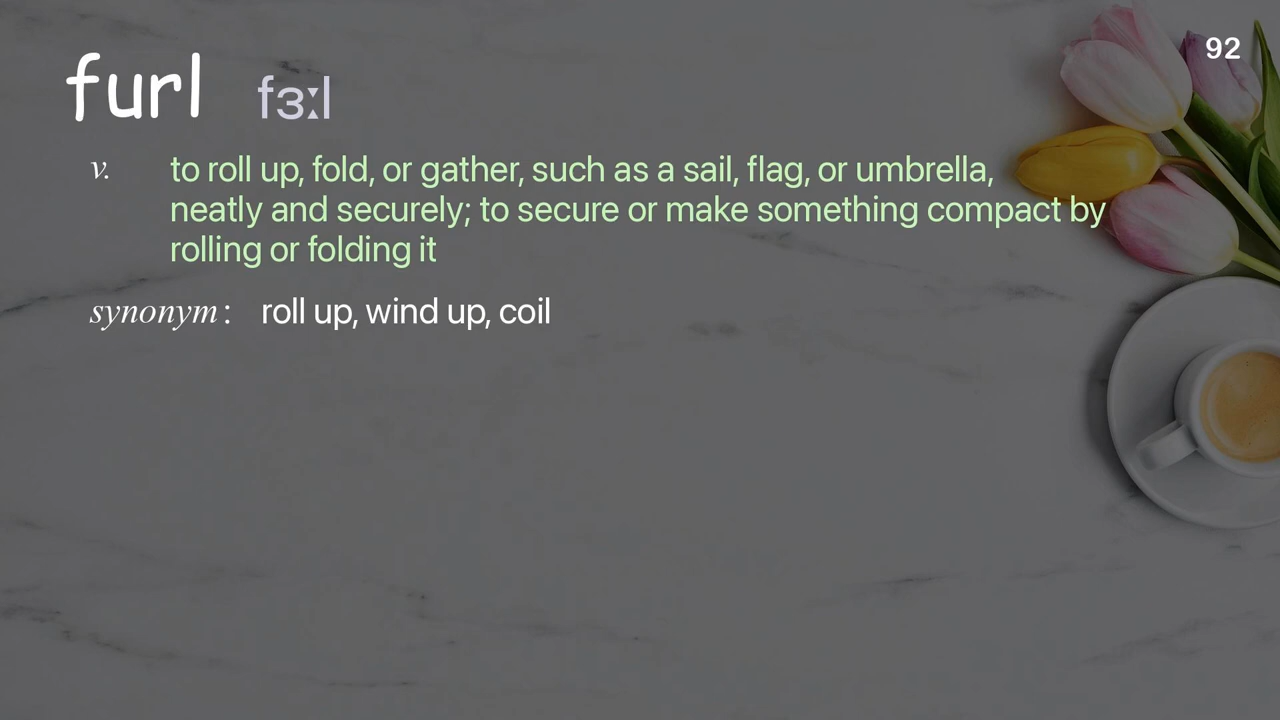 92
furl fɜːl
v. to roll up, fold, or gather, such as a sail, flag, or umbrella,
neatly and securely; to secure or make something compact by
rolling or folding it
synonym : roll up, wind up, coil